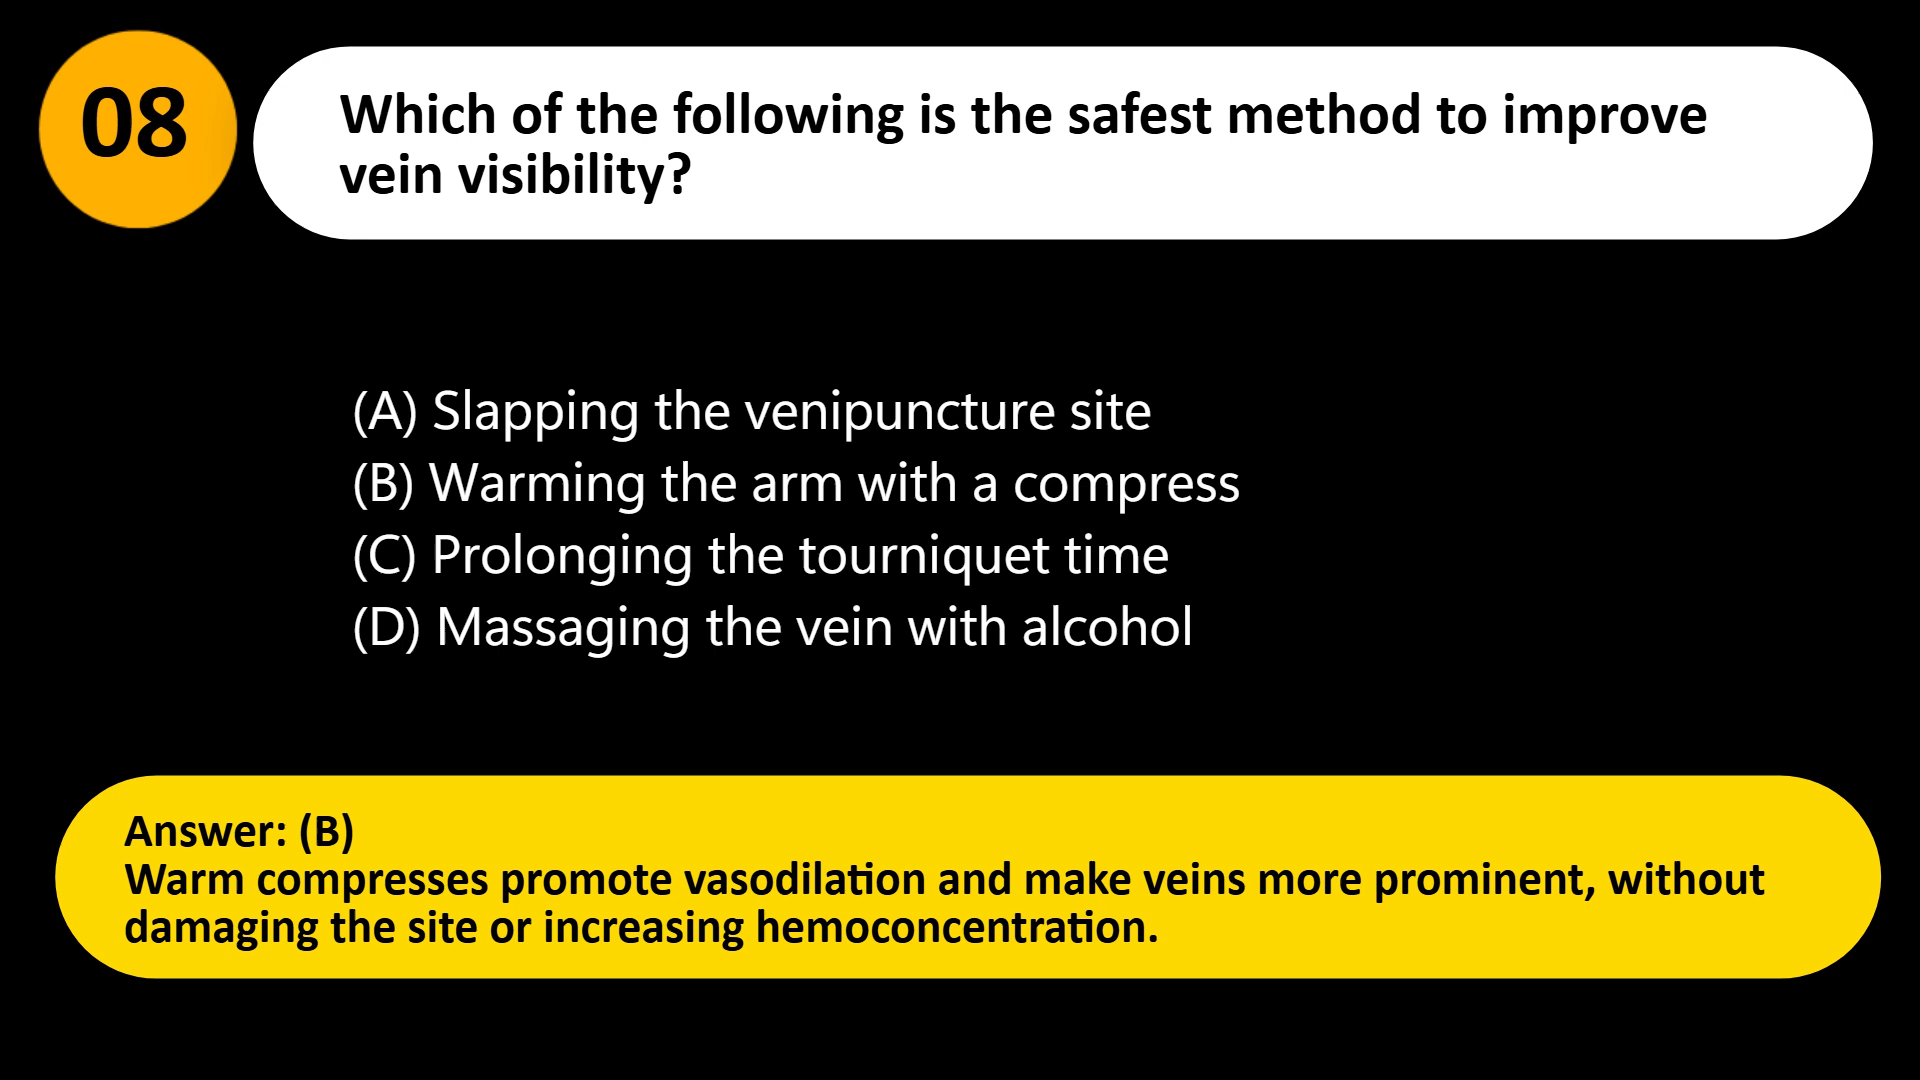 08
Which of the following is the safest method to improve
vein visibility?
(A) Slapping the venipuncture site
(B) Warming the arm with a compress
(C) Prolonging the tourniquet time
(D) Massaging the vein with alcohol
Answer: (B)
Warm compresses promote vasodilation and make veins more prominent, without
damaging the site or increasing hemoconcentration.